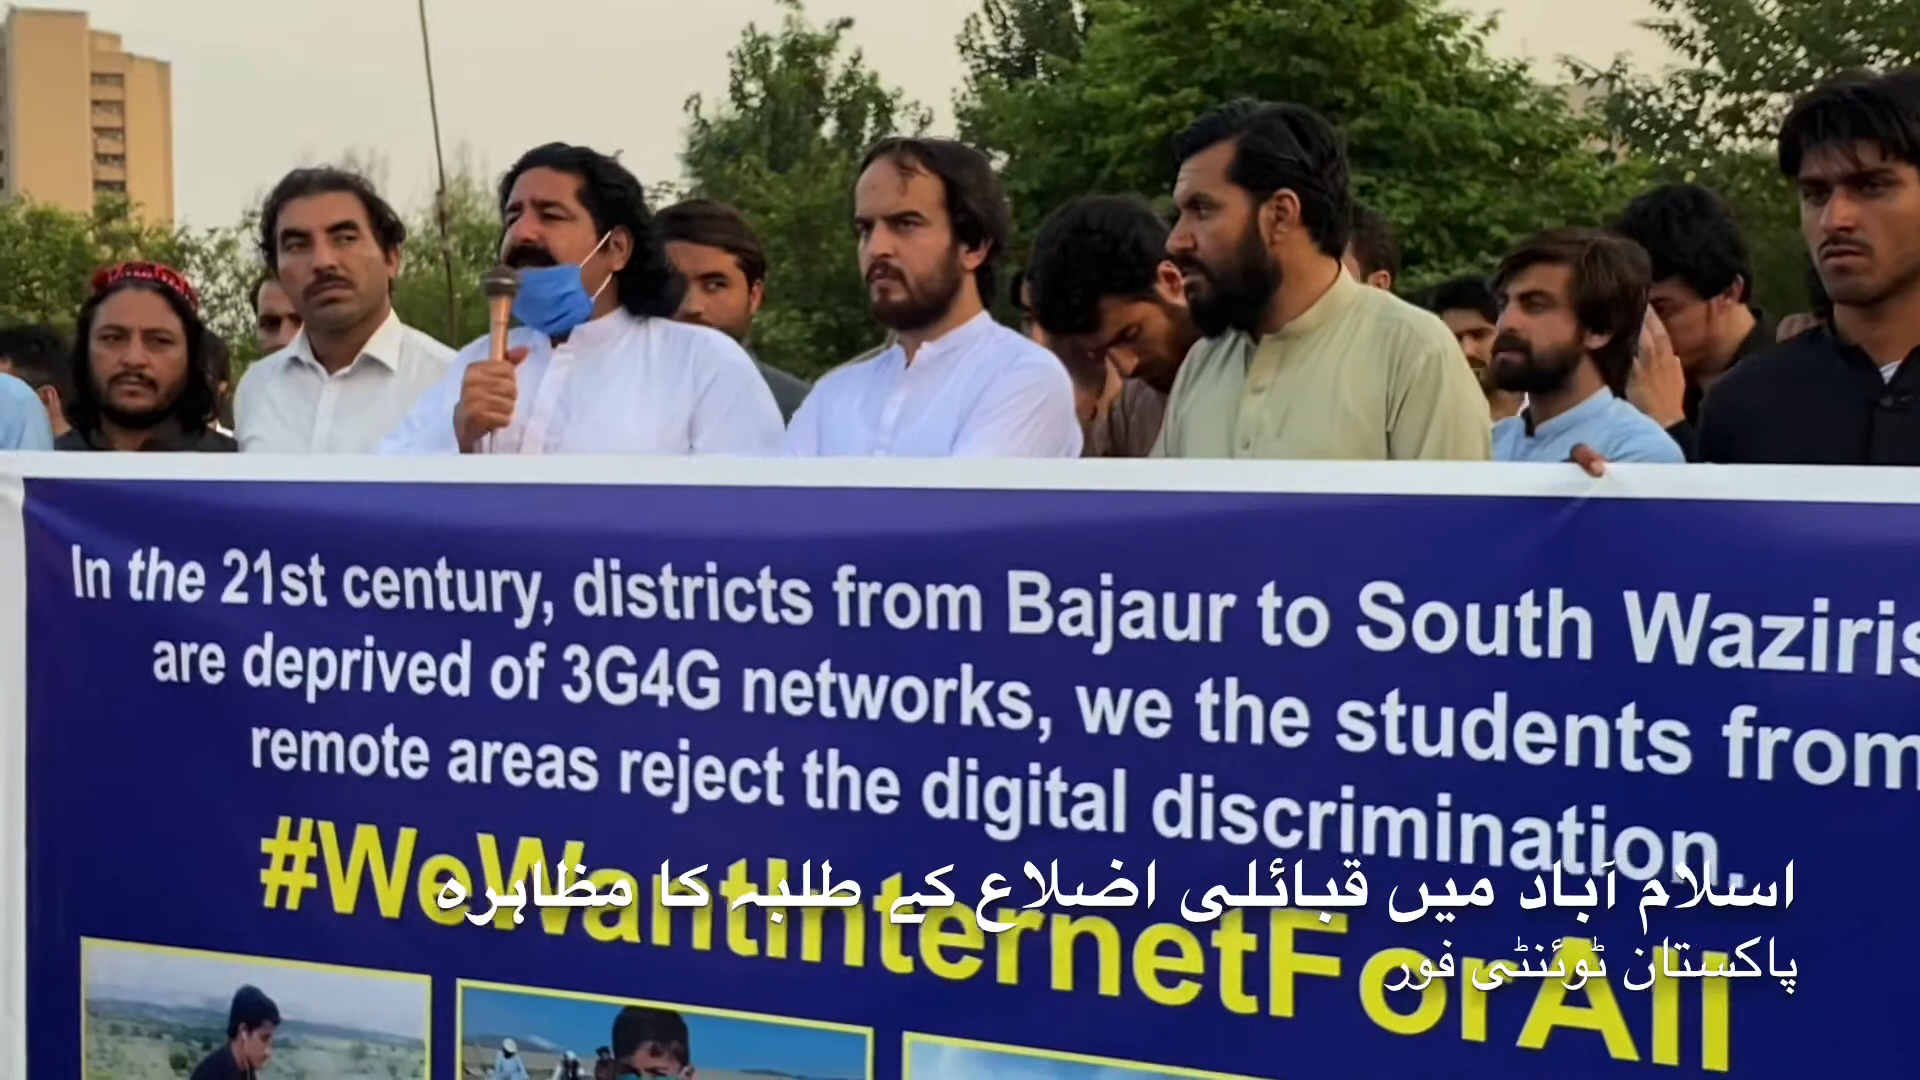 In the 21st century, districts from Bajaur to South Waziris
are deprived of 3G4G networks, we the students from
remote areas reject the digital discrimination.
#WeWantInternetForAll
اسلام آباد میں قبائلی اضلاع کے طلبہ کا مظاہرہ
پاکستان ٹوئنٹی فور